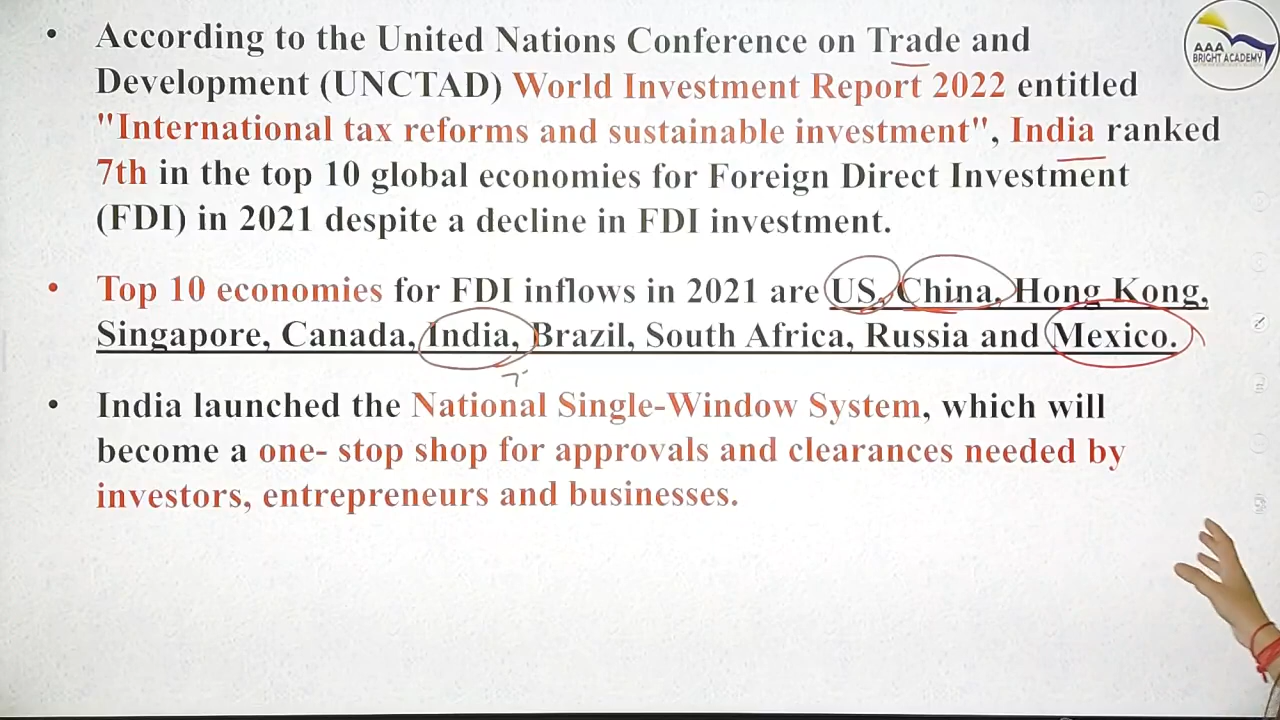 • According to the United Nations Conference on Trade and
Development (UNCTAD) World Investment Report 2022 entitled
"International tax reforms and sustainable investment", India ranked
7th in the top 10 global economies for Foreign Direct Investment
(FDI) in 2021 despite a decline in FDI investment.
• Top 10 economies for FDI inflows in 2021 are US, China, Hong Kong,
Singapore, Canada, India, Brazil, South Africa, Russia and Mexico.
• India launched the National Single-Window System, which will
become a one- stop shop for approvals and clearances needed by
investors, entrepreneurs and businesses.
AAA
BRIGHT ACADEMY